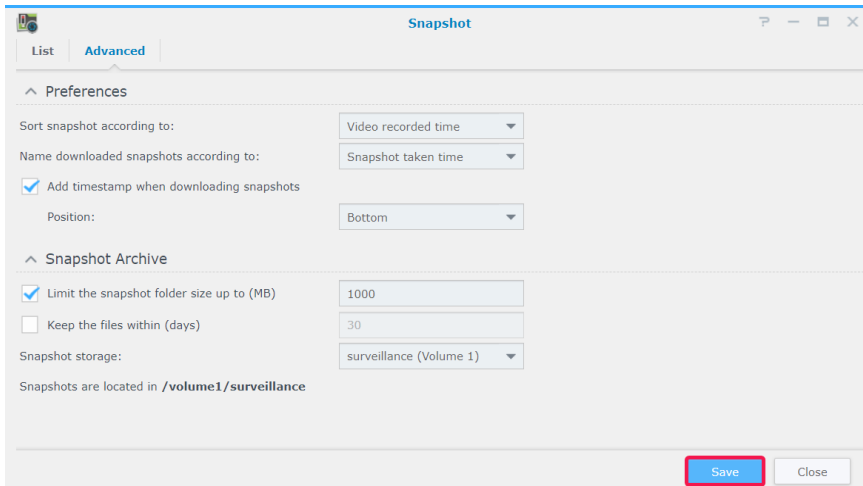 Snapshot
List Advanced
Preferences
Sort snapshot according to: Video recorded time
Name downloaded snapshots according to: Snapshot taken time
Add timestamp when downloading snapshots
Position: Bottom
Snapshot Archive
Limit the snapshot folder size up to (MB) 1000
Keep the files within (days) 30
Snapshot storage: surveillance (Volume 1)
Snapshots are located in /volume1/surveillance
Save Close